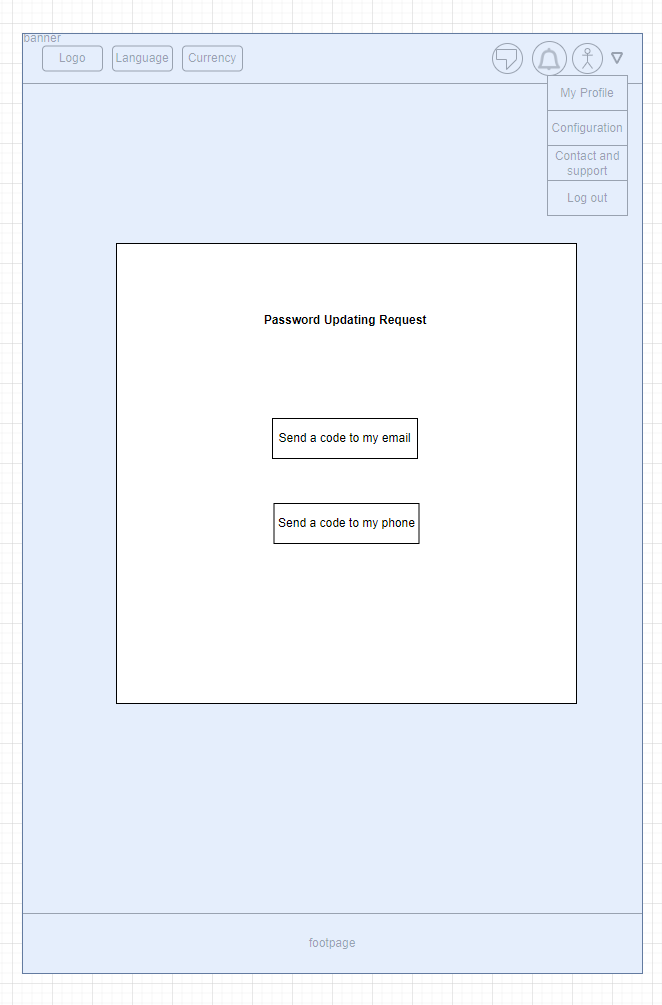 banner
Logo
Language
Currency
My Profile
Configuration
Contact and
support
Log out
Password Updating Request
Send a code to my email
Send a code to my phone
footpage